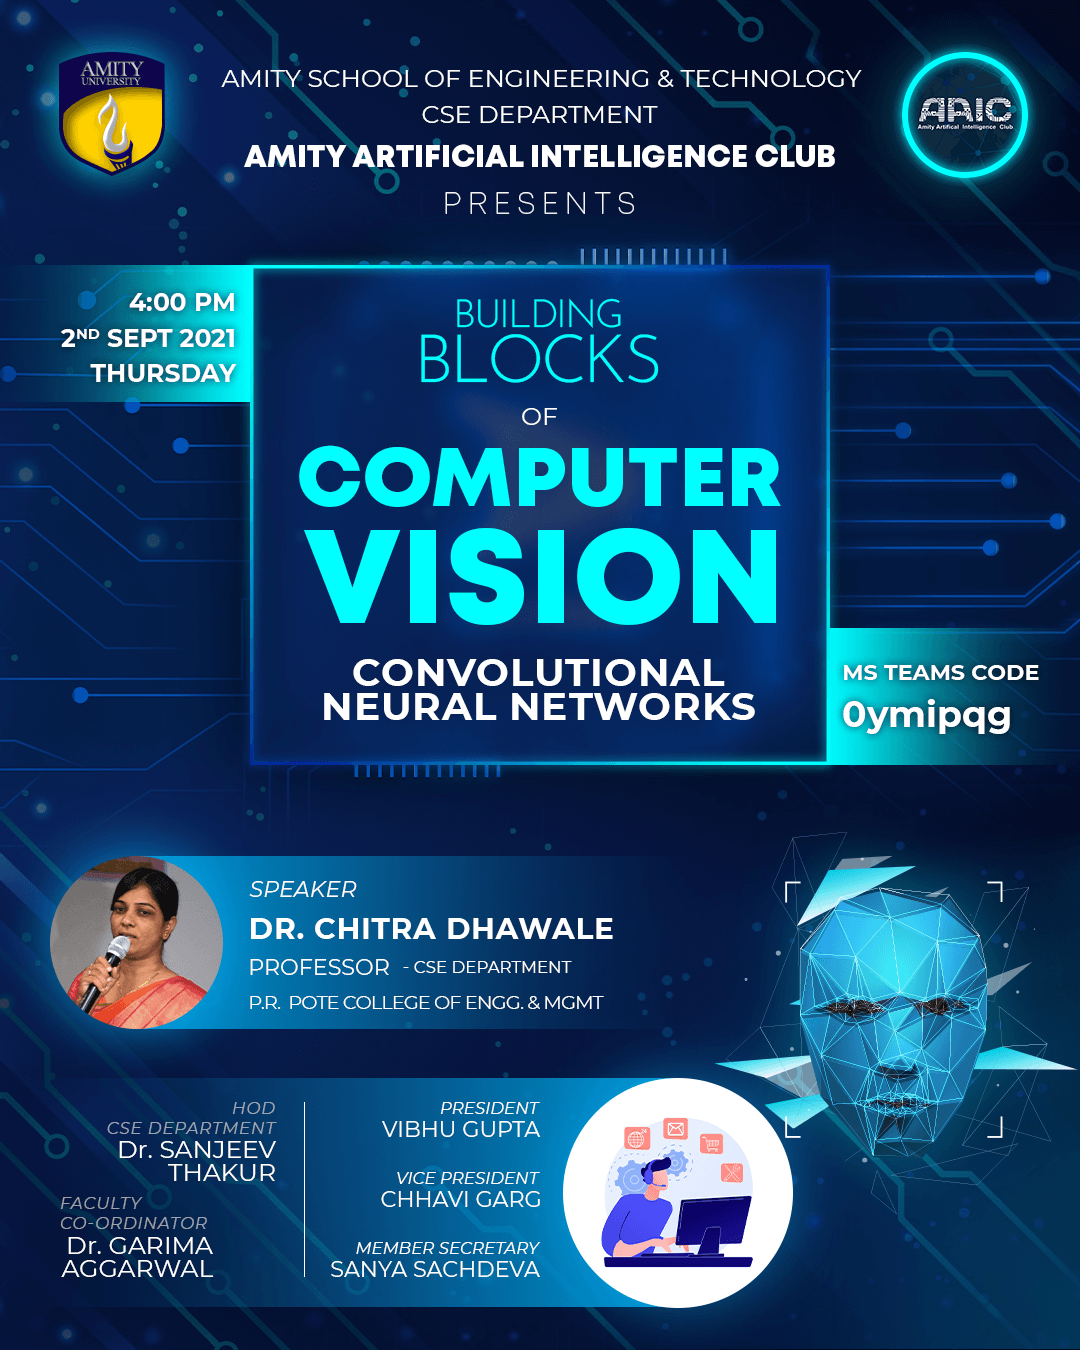 AMITY
UNIVERSITY
AMITY SCHOOL OF ENGINEERING & TECHNOLOGY
CSE DEPARTMENT
AMITY ARTIFICIAL INTELLIGENCE CLUB
PRESENTS
AAIC
Amity Artifical Intelligence Club
4:00 PM
2ND SEPT 2021
THURSDAY
BUILDING
BLOCKS
OF
COMPUTER
VISION
CONVOLUTIONAL
NEURAL NETWORKS
MS TEAMS CODE
0ymipqg
SPEAKER
DR. CHITRA DHAWALE
PROFESSOR - CSE DEPARTMENT
P.R. POTE COLLEGE OF ENGG. & MGMT
HOD
CSE DEPARTMENT
Dr. SANJEEV
THAKUR
FACULTY
CO-ORDINATOR
Dr. GARIMA
AGGARWAL
PRESIDENT
VIBHU GUPTA
VICE PRESIDENT
CHHAVI GARG
MEMBER SECRETARY
SANYA SACHDEVA